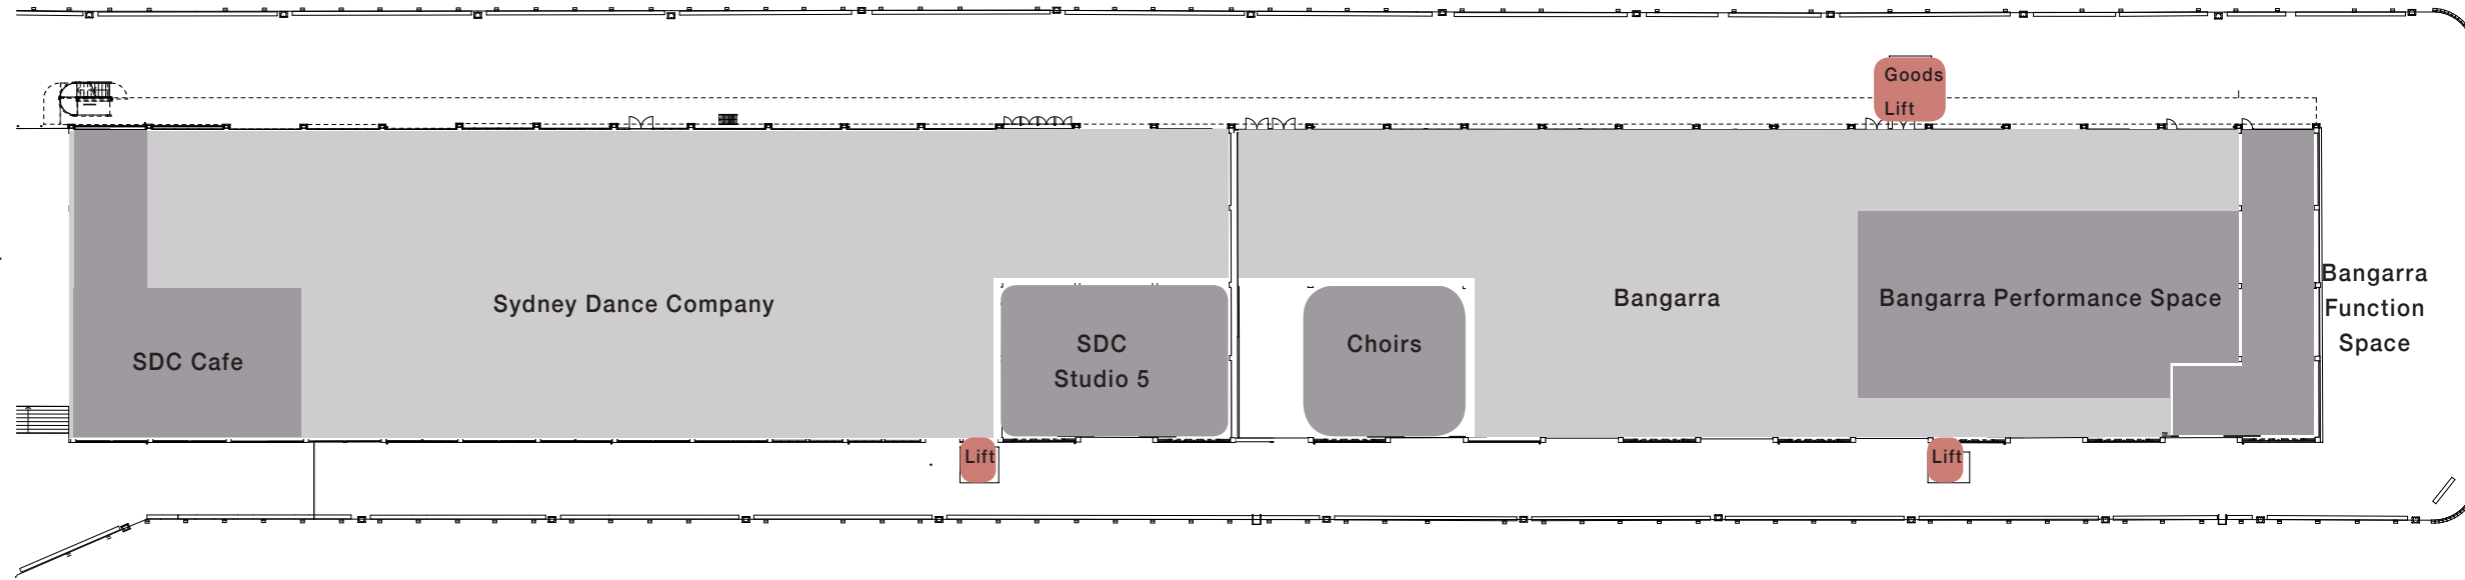 Goods
Lift
Sydney Dance Company
SDC Cafe
SDC
Studio 5
Choirs
Bangarra
Bangarra Performance Space
Bangarra
Function
Space
Lift
Lift